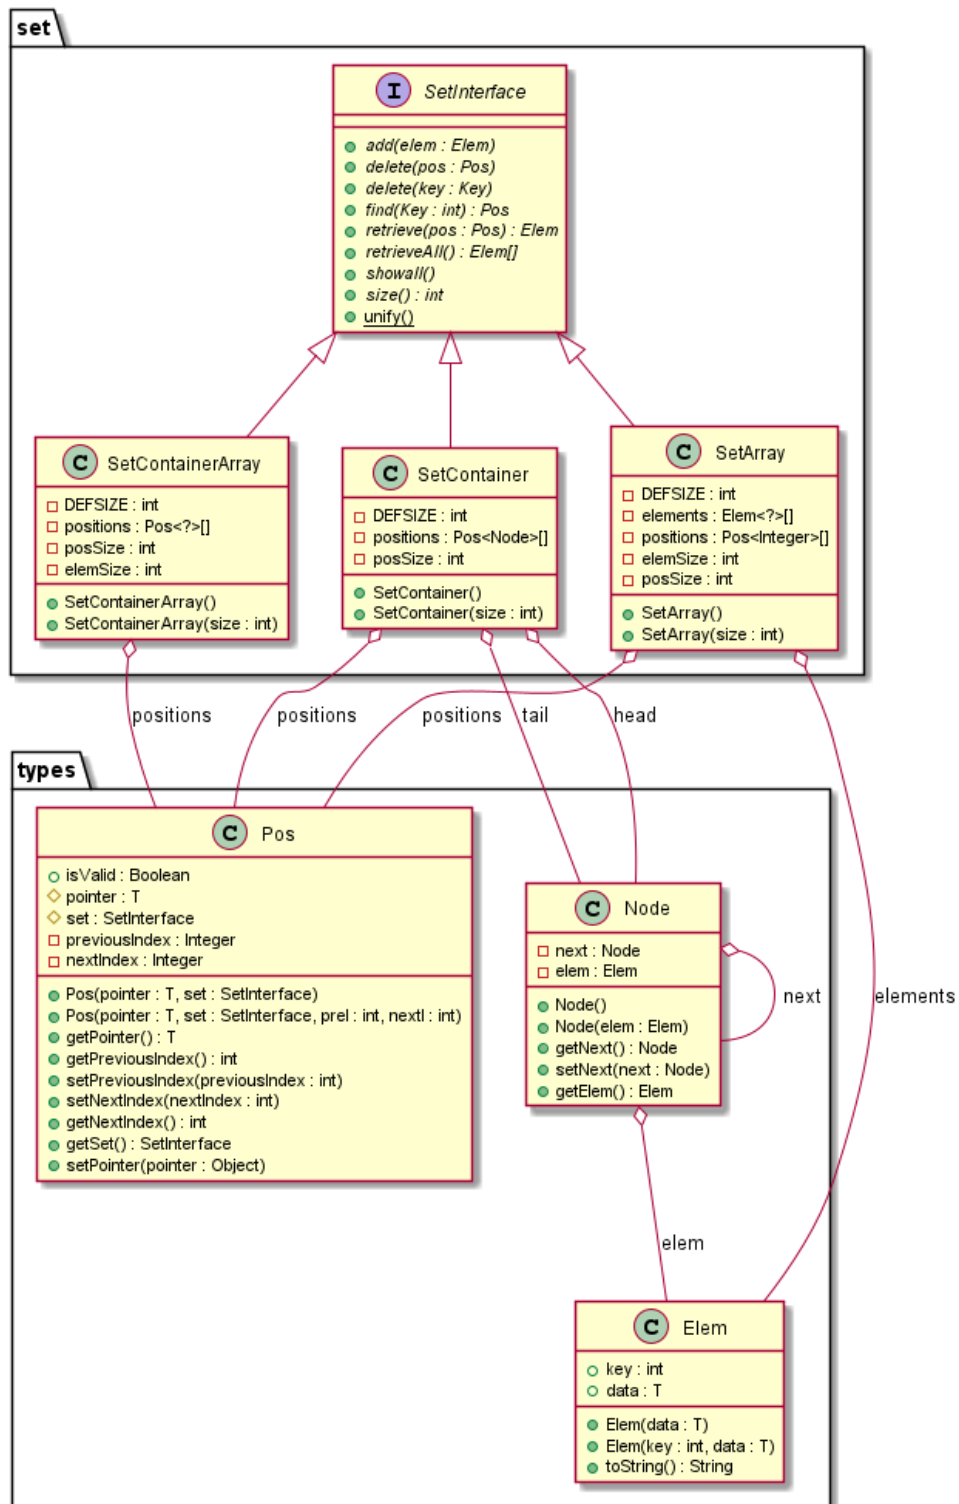 set
I SetInterface
add(elem : Elem)
delete(pos : Pos)
delete(key : Key)
find(Key : int) : Pos
retrieve(pos : Pos) : Elem
retrieveAll() : Elem[]
showall()
size() : int
unify()
C SetContainerArray
DEFSIZE : int
positions : Pos<?>[]
posSize : int
elemSize : int
SetContainerArray()
SetContainerArray(size : int)
C SetContainer
DEFSIZE : int
positions : Pos<Node>[]
posSize : int
SetContainer()
SetContainer(size : int)
C SetArray
DEFSIZE : int
elements : Elem<?>[]
positions : Pos<Integer>[]
elemSize : int
posSize : int
SetArray()
SetArray(size : int)
positions
positions
positions
tail
head
types
C Pos
isValid : Boolean
pointer : T
set : SetInterface
previousIndex : Integer
nextIndex : Integer
Pos(pointer : T, set : SetInterface)
Pos(pointer : T, set : SetInterface, preI : int, nextI : int)
getPointer() : T
getPreviousIndex() : int
setPreviousIndex(previousIndex : int)
setNextIndex(nextIndex : int)
getNextIndex() : int
getSet() : SetInterface
setPointer(pointer : Object)
C Node
next : Node
elem : Elem
Node()
Node(elem : Elem)
getNext() : Node
setNext(next : Node)
getElem() : Elem
next
elements
elem
C Elem
key : int
data : T
Elem(data : T)
Elem(key : int, data : T)
toString() : String